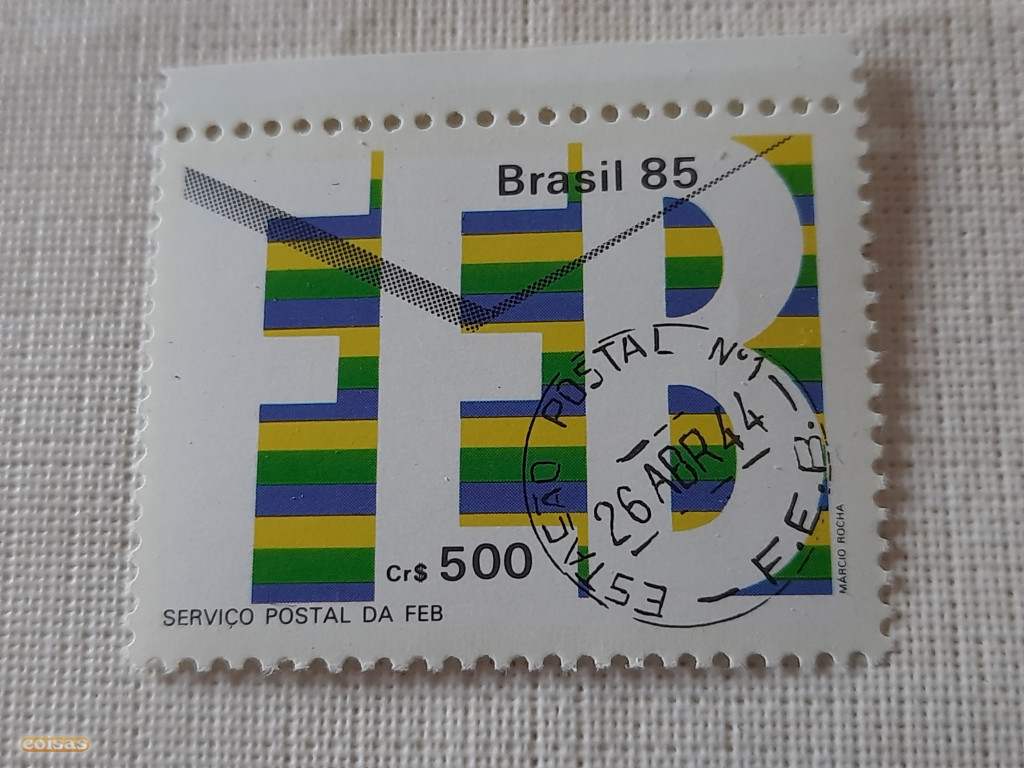 Brasil 85
FEB
ESTAÇÃO POSTAL Nº 1
26 ABR 44
F.E.B.
Cr$ 500
MÁRCIO ROCHA
SERVIÇO POSTAL DA FEB
coisas